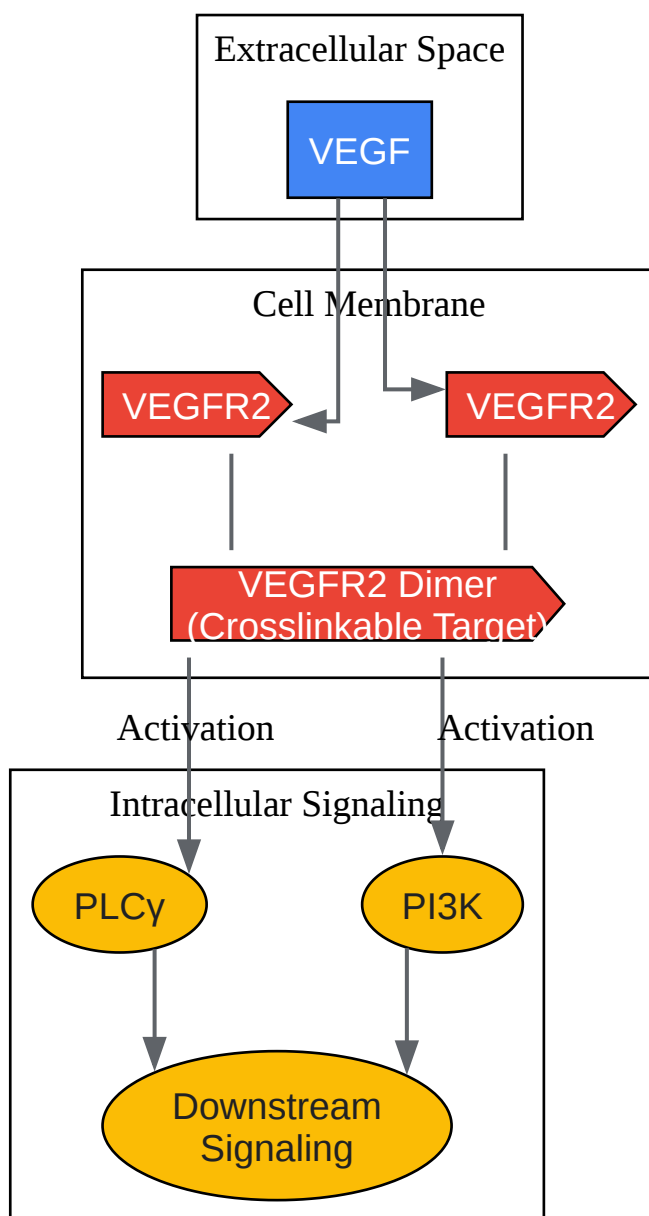 Extracellular Space
VEGF
Cell Membrane
VEGFR2
VEGFR2
VEGFR2 Dimer
(Crosslinkable Target)
Activation
Activation
Intracellular Signaling
PLCγ
PI3K
Downstream
Signaling